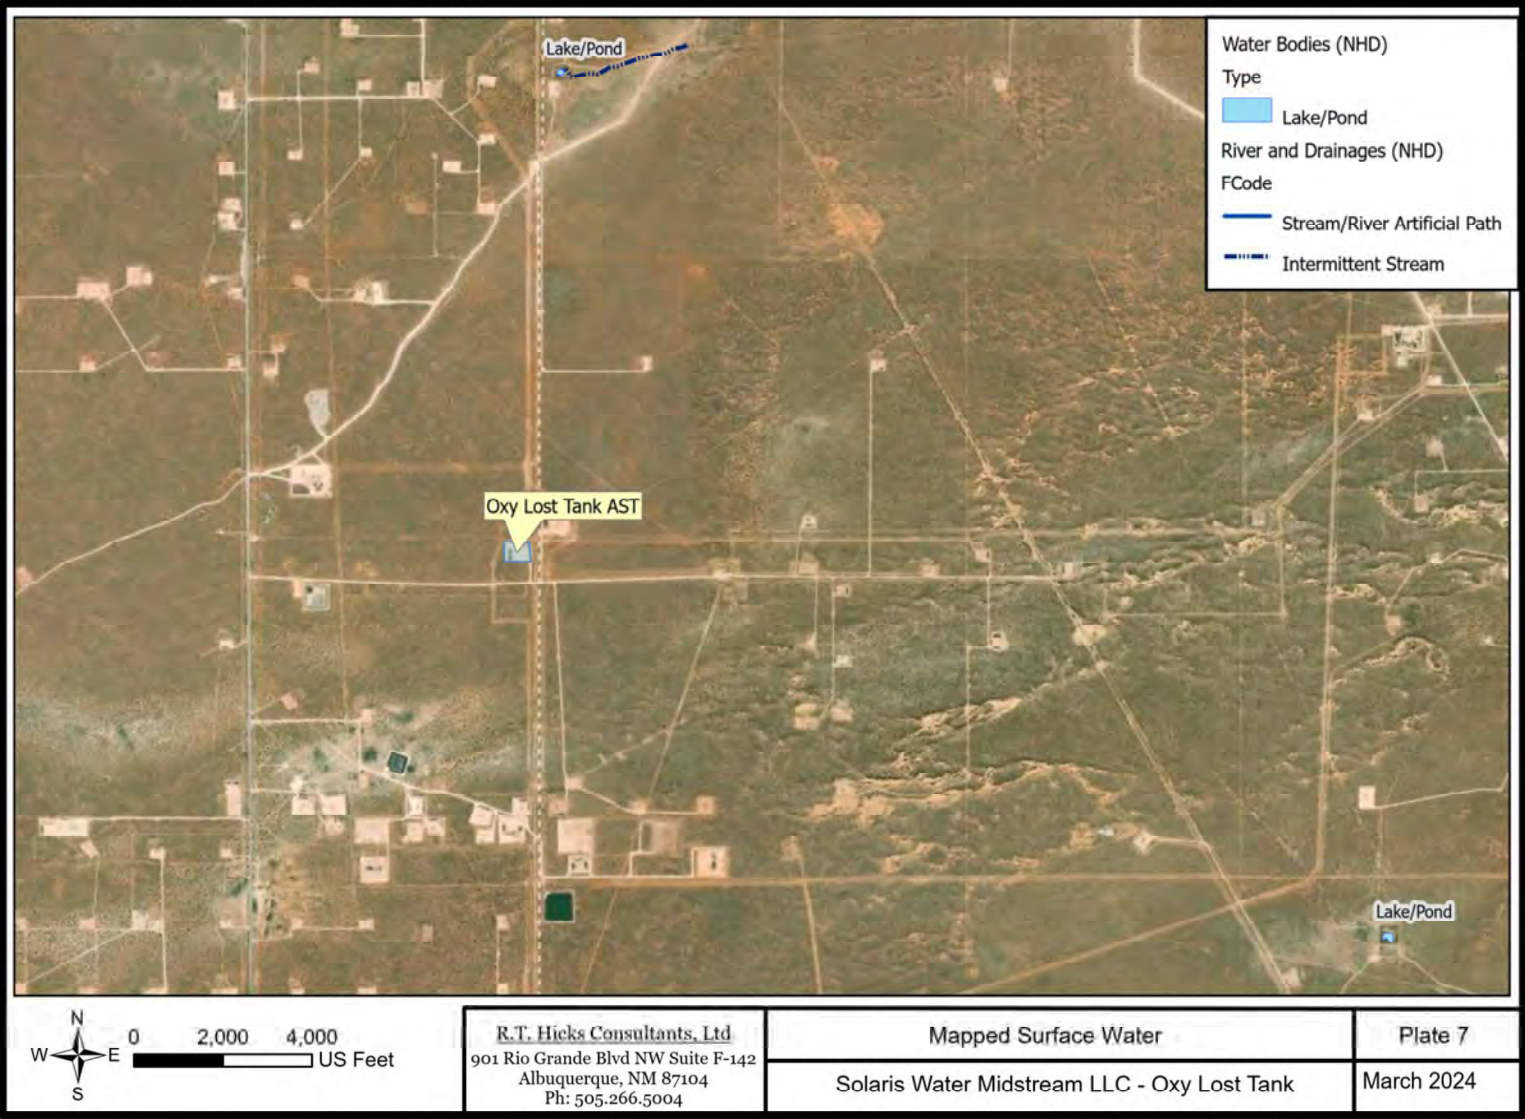 Lake/Pond
Water Bodies (NHD)
Type
Lake/Pond
River and Drainages (NHD)
FCode
Stream/River Artificial Path
Intermittent Stream
Oxy Lost Tank AST
Lake/Pond
N
W E
S
0 2,000 4,000
US Feet
R.T. Hicks Consultants, Ltd
901 Rio Grande Blvd NW Suite F-142
Albuquerque, NM 87104
Ph: 505.266.5004
Mapped Surface Water
Solaris Water Midstream LLC - Oxy Lost Tank
Plate 7
March 2024